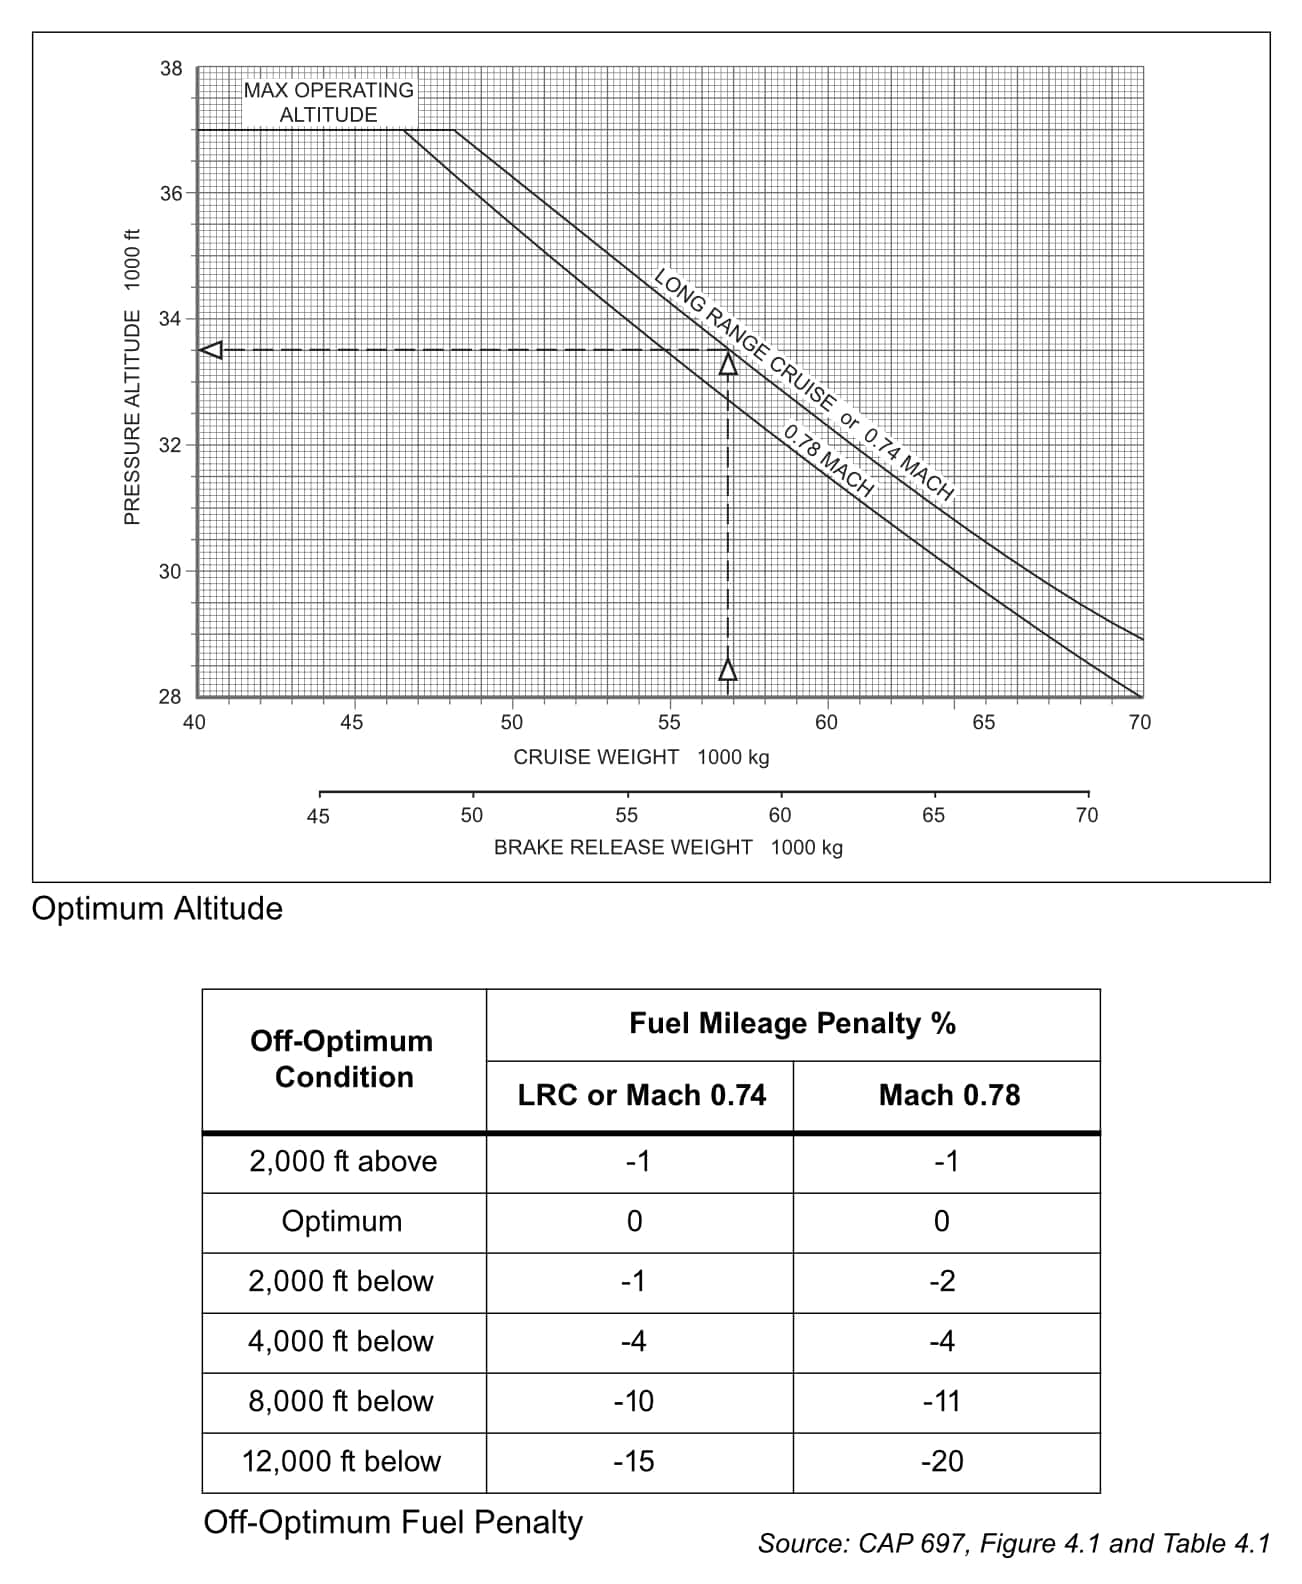 38
MAX OPERATING
ALTITUDE
36
34
32
30
28
PRESSURE ALTITUDE 1000 ft
LONG RANGE CRUISE or 0.74 MACH
0.78 MACH
40 45 50 55 60 65 70
CRUISE WEIGHT 1000 kg
45 50 55 60 65 70
BRAKE RELEASE WEIGHT 1000 kg
Optimum Altitude
Off-Optimum
Condition
Fuel Mileage Penalty %
LRC or Mach 0.74 Mach 0.78
2,000 ft above -1 -1
Optimum 0 0
2,000 ft below -1 -2
4,000 ft below -4 -4
8,000 ft below -10 -11
12,000 ft below -15 -20
Off-Optimum Fuel Penalty
Source: CAP 697, Figure 4.1 and Table 4.1